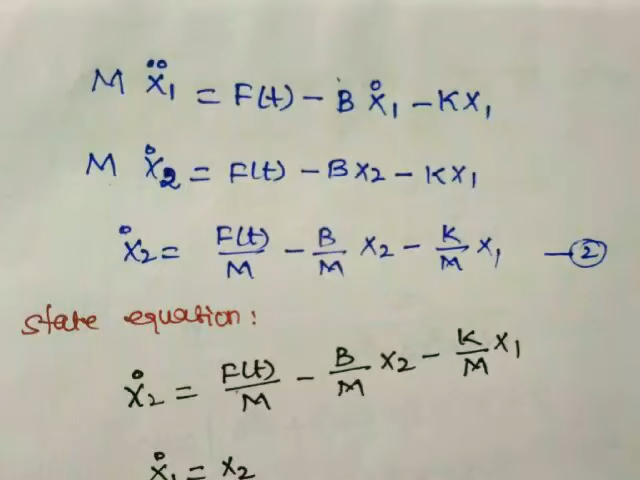 M ẍ₁ = F(t) − B ẋ₁ − Kx₁
M ẋ₂ = F(t) − Bx₂ − Kx₁
ẋ₂ = F(t)/M − B/M x₂ − K/M x₁ —②
state equation:
ẋ₂ = F(t)/M − B/M x₂ − K/M x₁
ẋ₁ = x₂